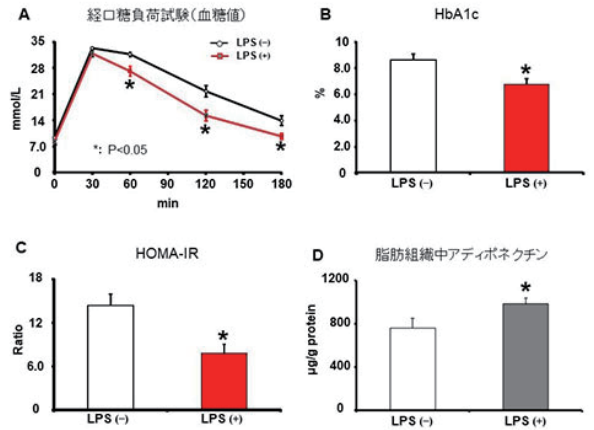 A 経口糖負荷試験(血糖値)
LPS (−)
LPS (+)
35
28
21
14
7.0
0
mmol/L
*
*
*
*: P<0.05
0 30 60 120 150 180
min
B HbA1c
10
8.0
6.0
4.0
2.0
0
%
*
LPS (−) LPS (+)
C HOMA-IR
18
12
6.0
0
Ratio
*
LPS (−) LPS (+)
D 脂肪組織中アディポネクチン
1200
800
400
0
μg/g protein
*
LPS (−) LPS (+)